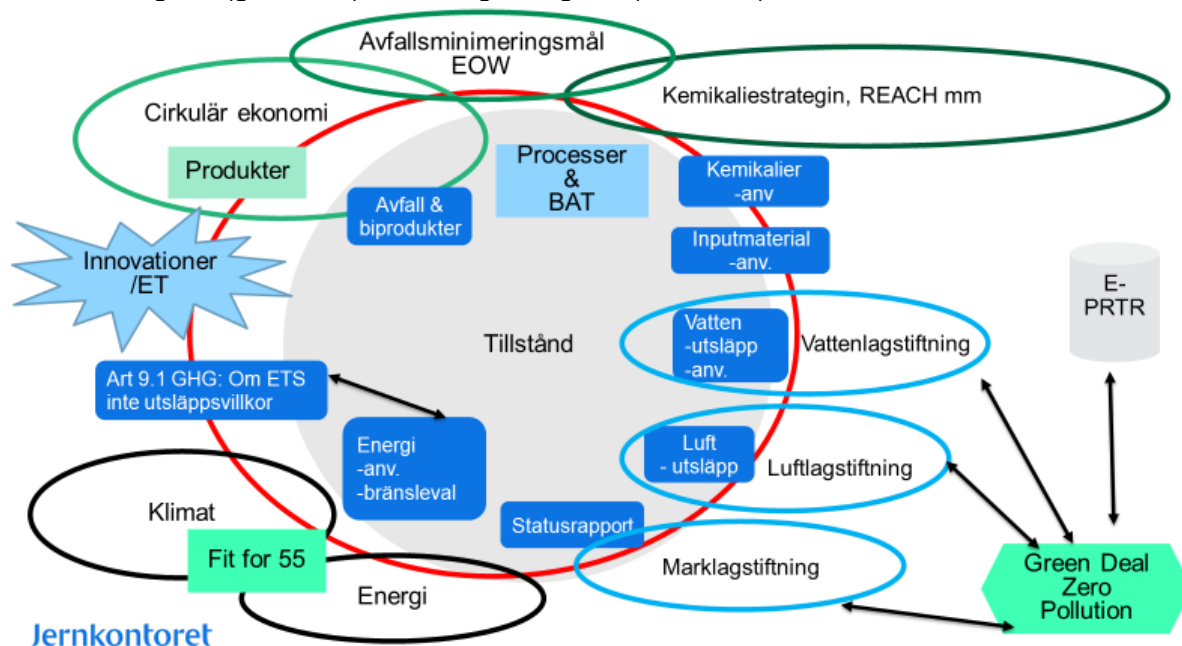 Avfallsminimeringsmål
EOW
Kemikaliestrategin, REACH mm
Cirkulär ekonomi
Produkter
Processer
&
BAT
Kemikalier
-anv
Avfall &
biprodukter
Inputmaterial
-anv.
Innovationer
/ET
E-
PRTR
Tillstånd
Vatten
-utsläpp
-anv.
Vattenlagstiftning
Art 9.1 GHG: Om ETS
inte utsläppsvillkor
Energi
-anv.
-bränsleval
Luft
- utsläpp
Luftlagstiftning
Klimat
Statusrapport
Fit for 55
Marklagstiftning
Green Deal
Zero
Pollution
Energi
Jernkontoret